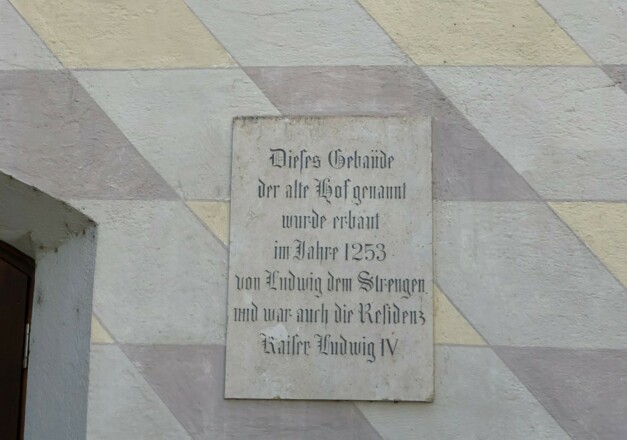 Dieses Gebäude
der alte Hof genannt
wurde erbaut
im Jahre 1253
von Ludwig dem Strengen
und war auch die Residenz
Kaiser Ludwig IV